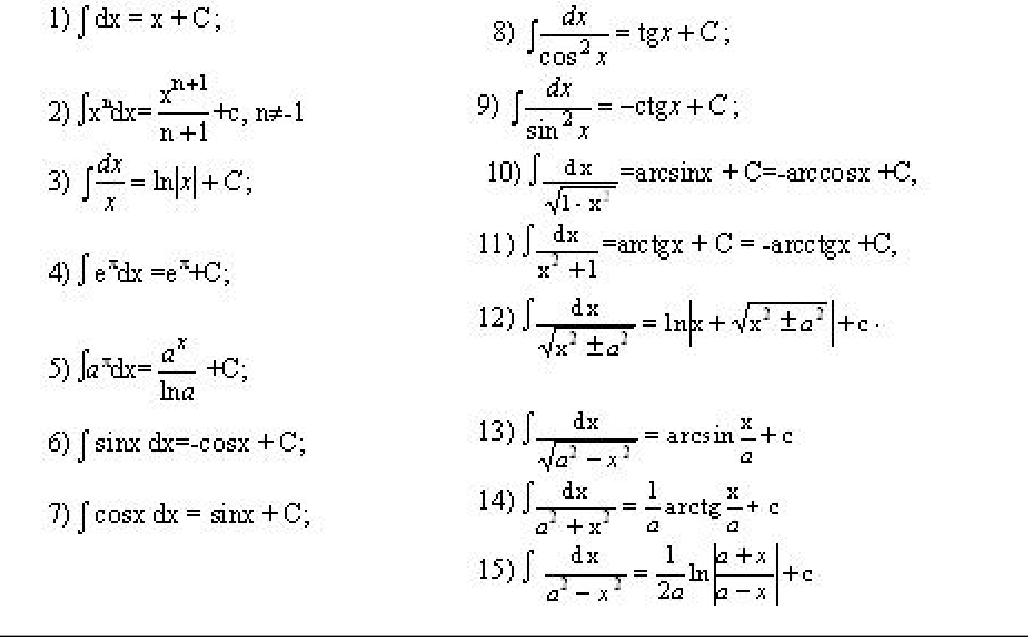 1) ∫ dx = x + C;
2) ∫xⁿdx= xⁿ⁺¹/(n+1) +c, n≠-1
3) ∫ dx/x = ln|x| + C;
4) ∫ eˣdx =eˣ+C;
5) ∫aˣdx= aˣ/lna +C;
6) ∫ sinx dx=-cosx + C;
7) ∫ cosx dx = sinx + C;
8) ∫ dx/cos² x = tgx + C;
9) ∫ dx/sin² x = –ctgx + C;
10) ∫ dx/√(1 - x²) =arcsinx + C=-arccosx +C,
11) ∫ dx/(x² +1) =arctgx + C = -arcctgx +C,
12) ∫ dx/√(x² ±a²) = ln|x + √(x² ±a²)| +c .
13) ∫ dx/√(a² – x²) = arcsin x/a + c
14) ∫ dx/(a² + x²) = 1/a arctg x/a + c
15) ∫ dx/(a² – x²) = 1/2a ln|(a + x)/(a – x)| + c